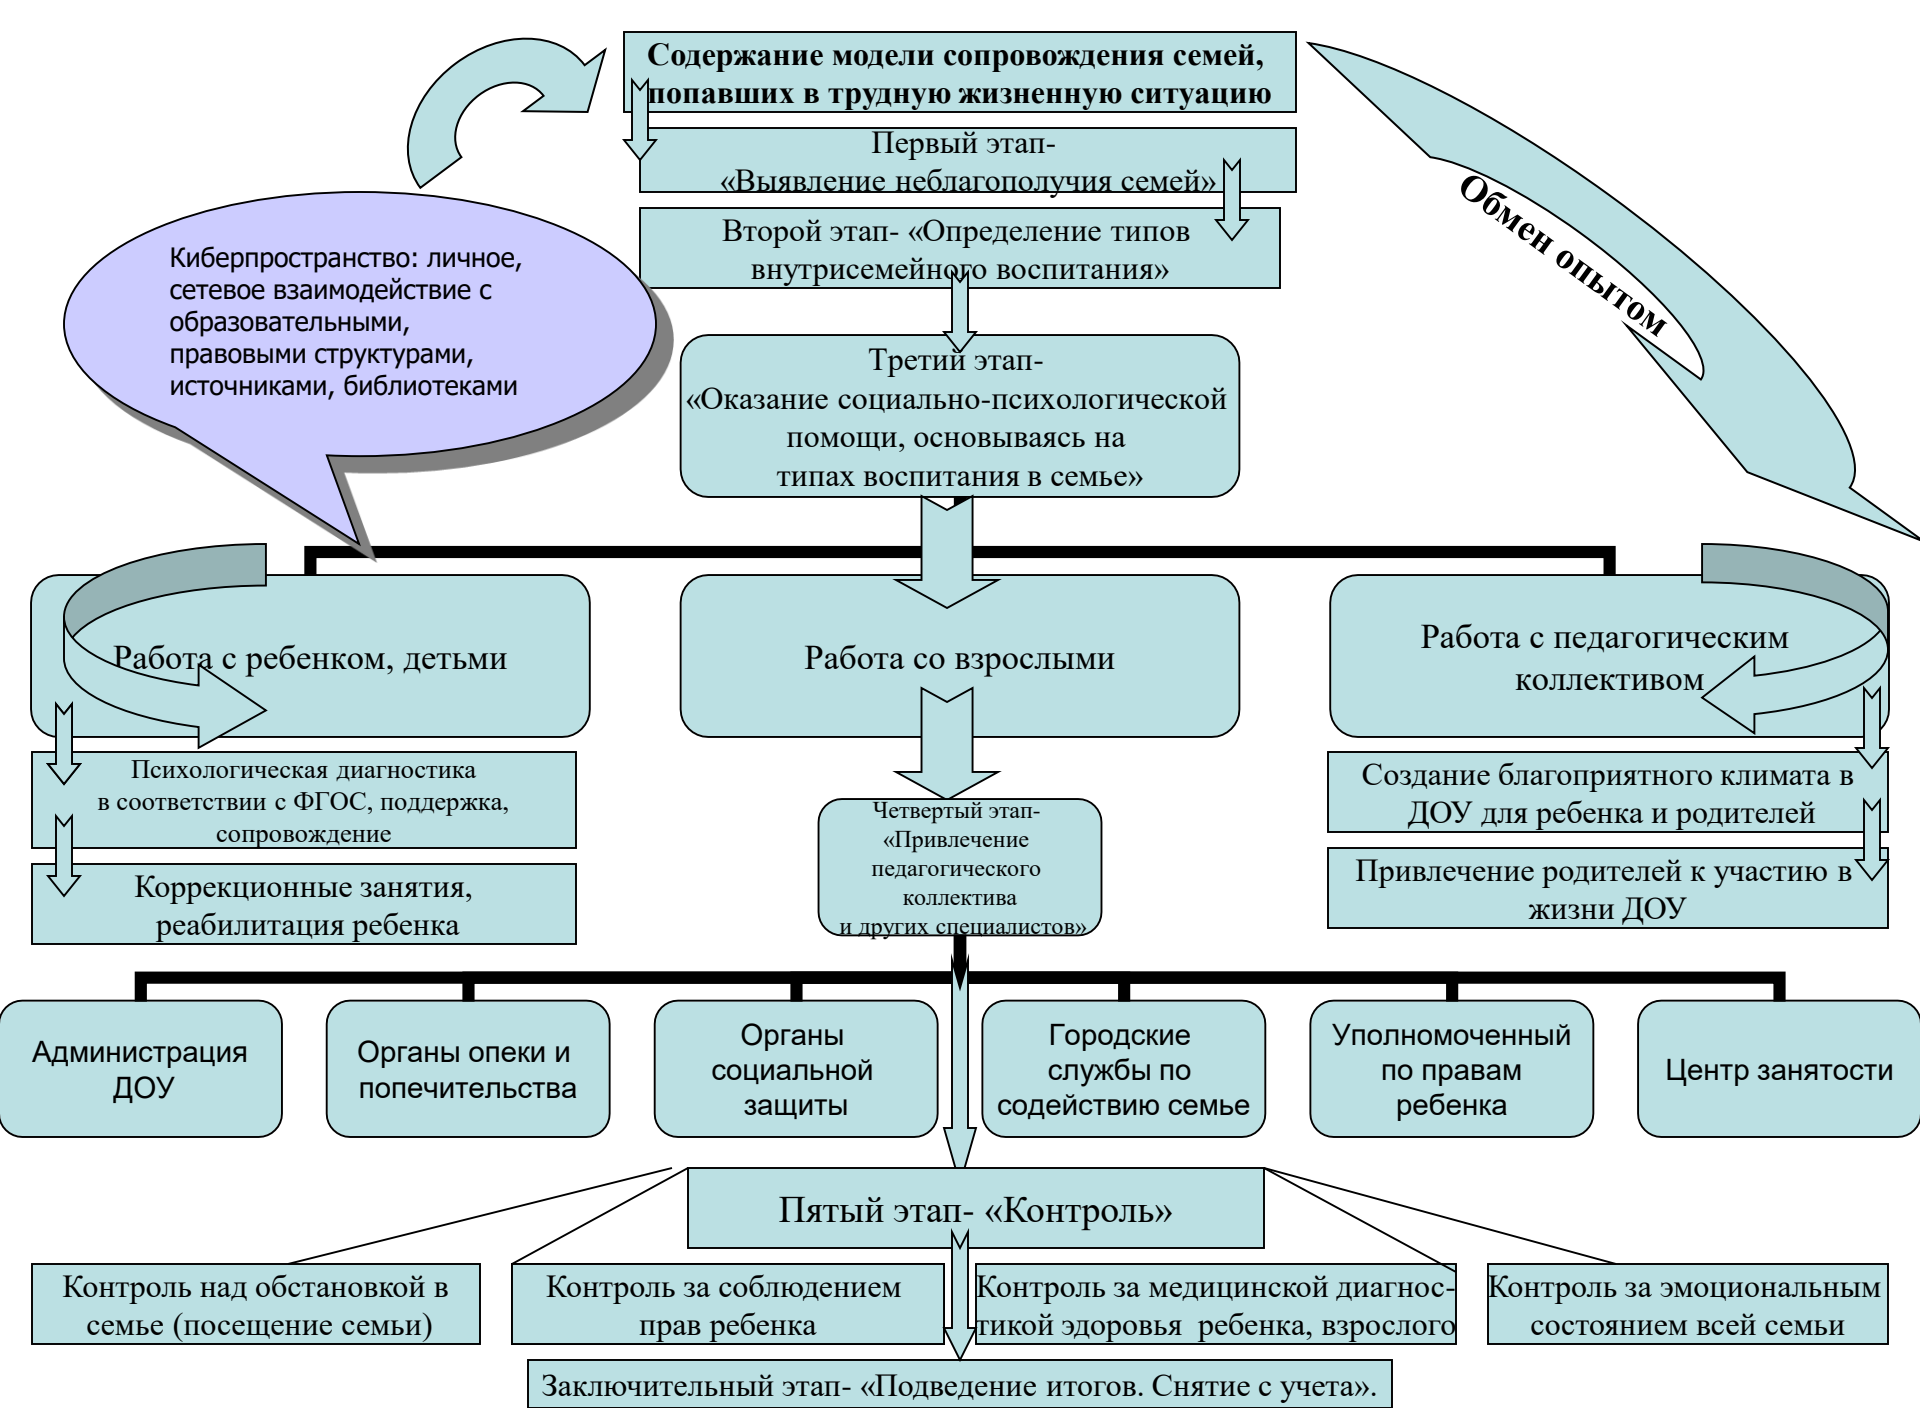 Содержание модели сопровождения семей,
попавших в трудную жизненную ситуацию
Первый этап-
«Выявление неблагополучия семей»
Второй этап- «Определение типов
внутрисемейного воспитания»
Обмен опытом
Киберпространство: личное,
сетевое взаимодействие с
образовательными,
правовыми структурами,
источниками, библиотеками
Третий этап-
«Оказание социально-психологической
помощи, основываясь на
типах воспитания в семье»
Работа с ребенком, детьми
Работа со взрослыми
Работа с педагогическим
коллективом
Психологическая диагностика
в соответствии с ФГОС, поддержка,
сопровождение
Коррекционные занятия,
реабилитация ребенка
Четвертый этап-
«Привлечение
педагогического
коллектива
и других специалистов»
Создание благоприятного климата в
ДОУ для ребенка и родителей
Привлечение родителей к участию в
жизни ДОУ
Администрация
ДОУ
Органы опеки и
попечительства
Органы
социальной
защиты
Городские
службы по
содействию семье
Уполномоченный
по правам
ребенка
Центр занятости
Пятый этап- «Контроль»
Контроль над обстановкой в
семье (посещение семьи)
Контроль за соблюдением
прав ребенка
Контроль за медицинской диагнос-
тикой эдоровья ребенка, взрослого
Контроль за эмоциональным
состоянием всей семьи
Заключительный этап- «Подведение итогов. Снятие с учета».